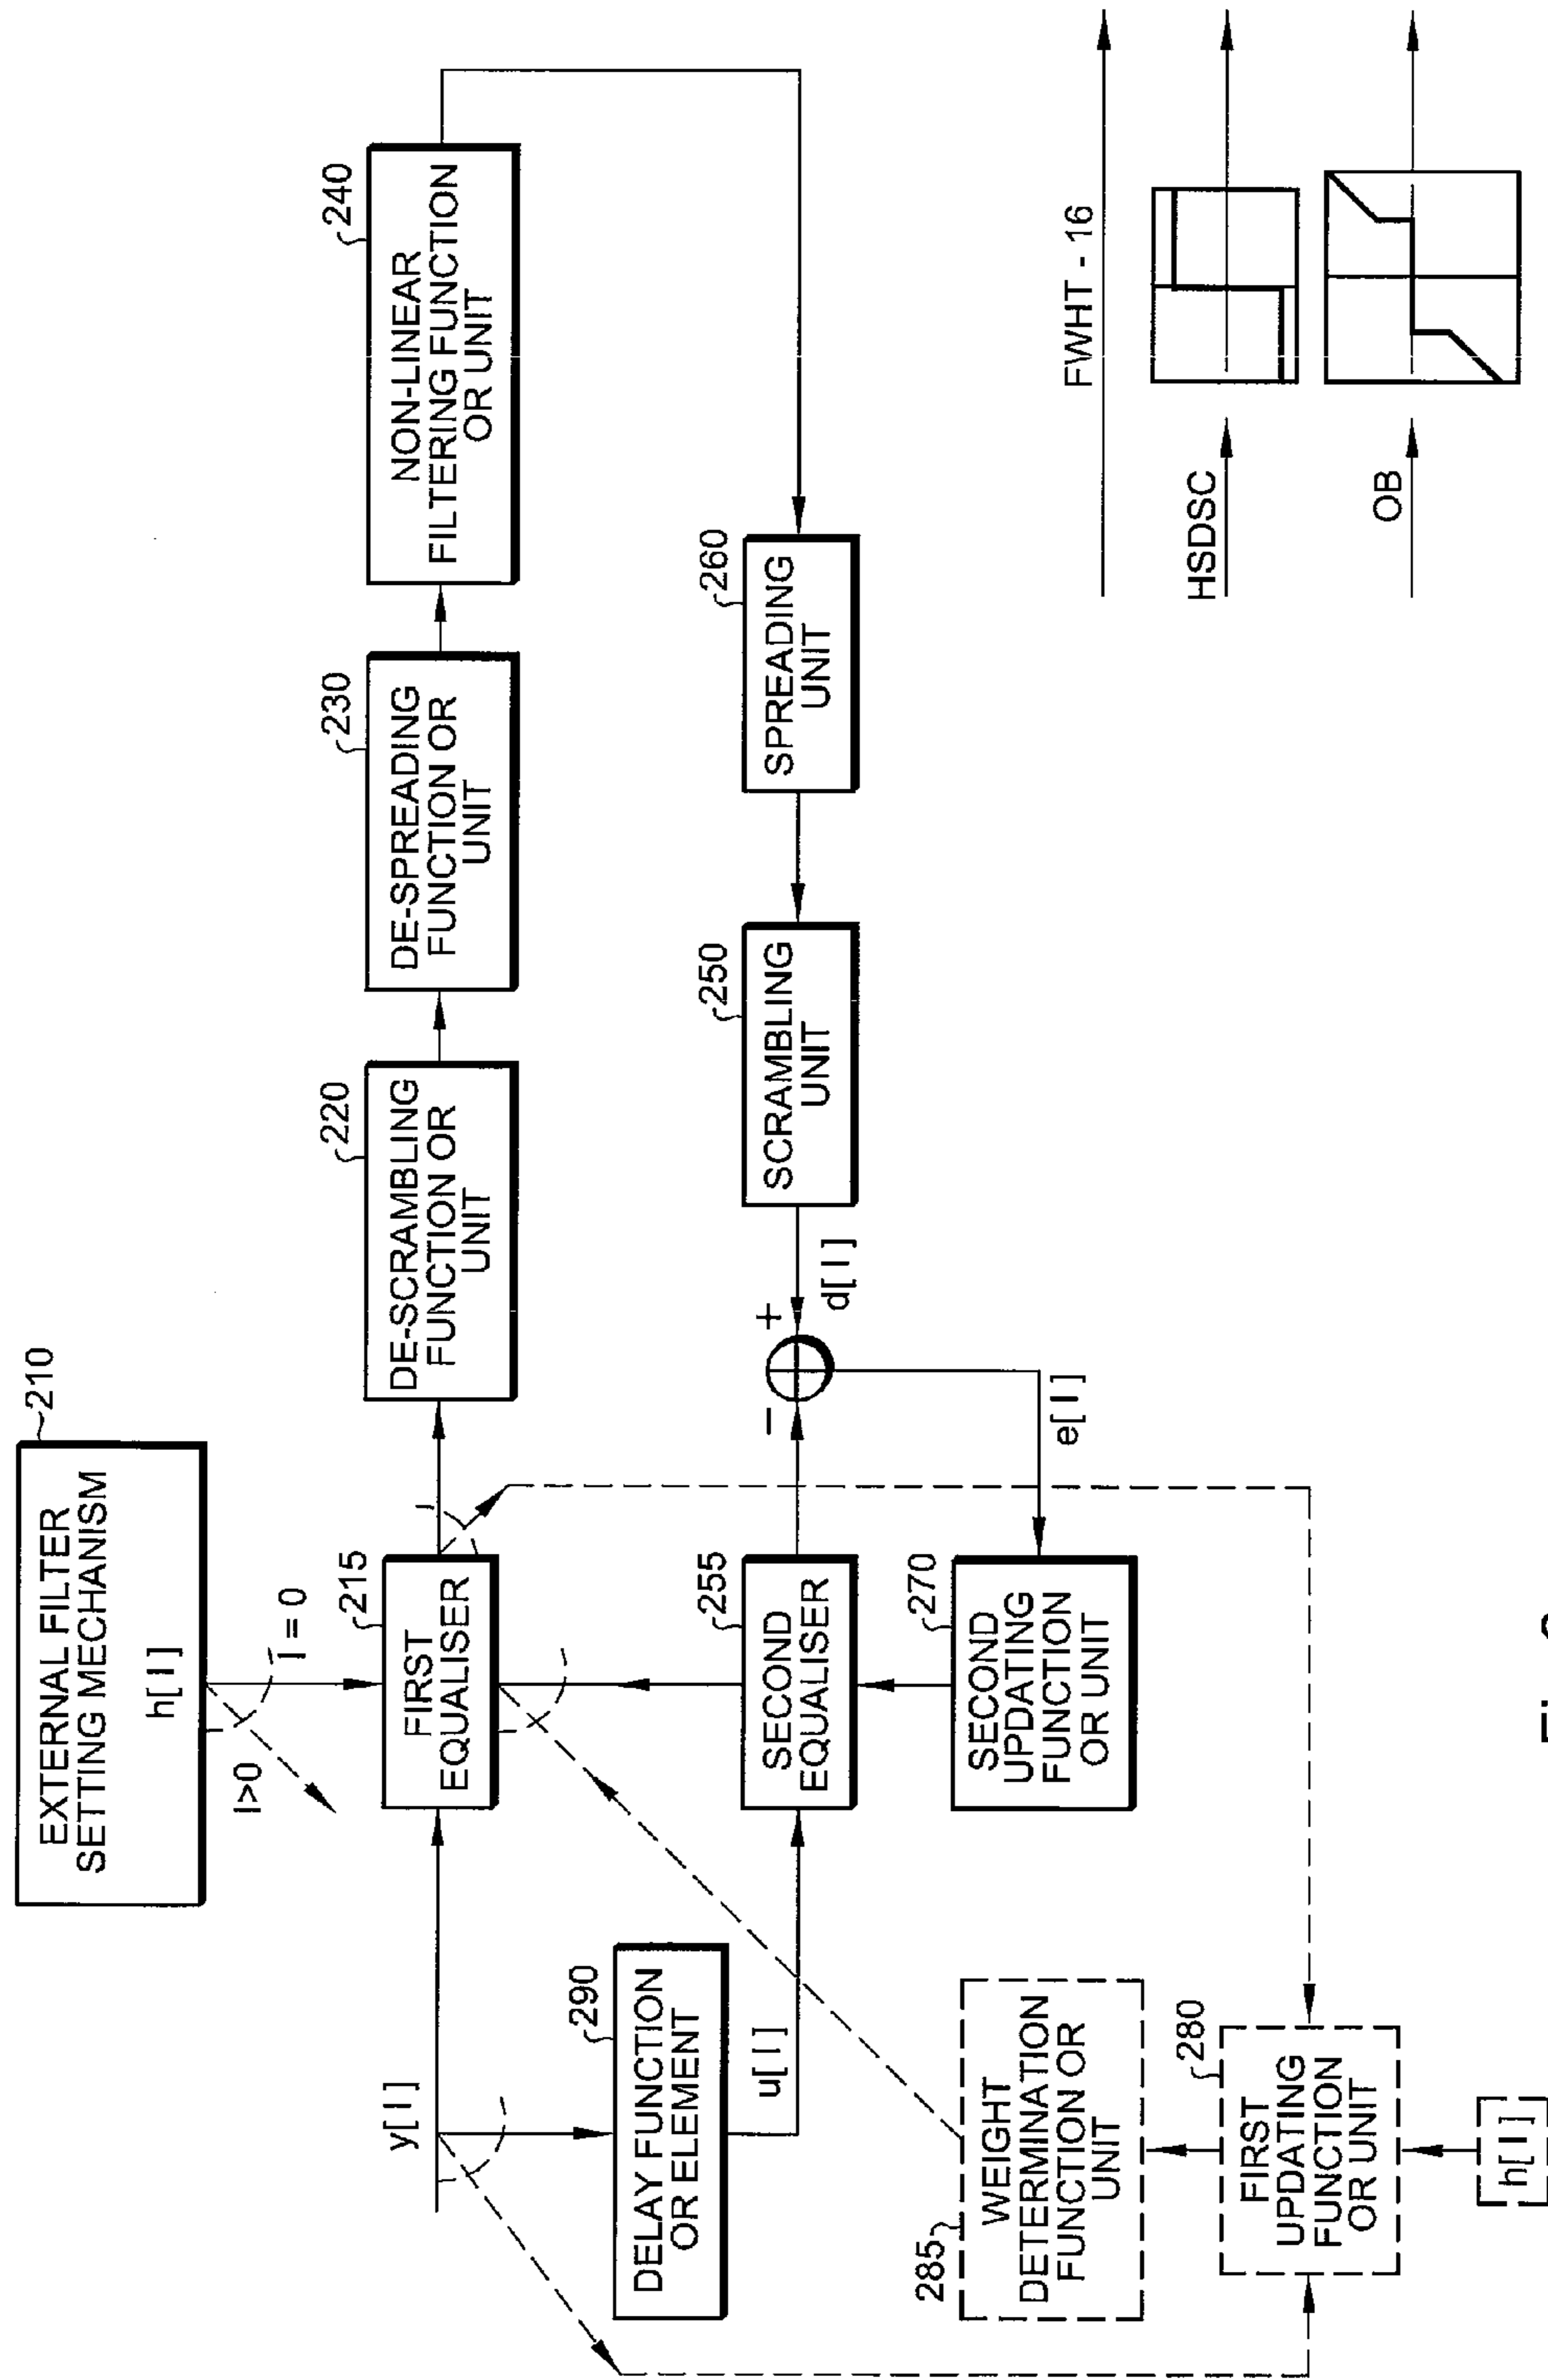 EXTERNAL FILTER
SETTING MECHANISM
h[l]
210
l>0
l=0
y[l]
FIRST
EQUALISER
215
DE-SCRAMBLING
FUNCTION OR
UNIT
220
DE-SPREADING
FUNCTION OR
UNIT
230
NON-LINEAR
FILTERING FUNCTION
OR UNIT
240
DELAY FUNCTION
OR ELEMENT
290
u[l]
SECOND
EQUALISER
255
−
+
d[l]
SCRAMBLING
UNIT
250
SPREADING
UNIT
260
SECOND
UPDATING
FUNCTION
OR UNIT
270
e[l]
WEIGHT
DETERMINATION
FUNCTION OR
UNIT
285
FIRST
UPDATING
FUNCTION
OR UNIT
280
h[l]
FWHT - 16
HSDSC
OB